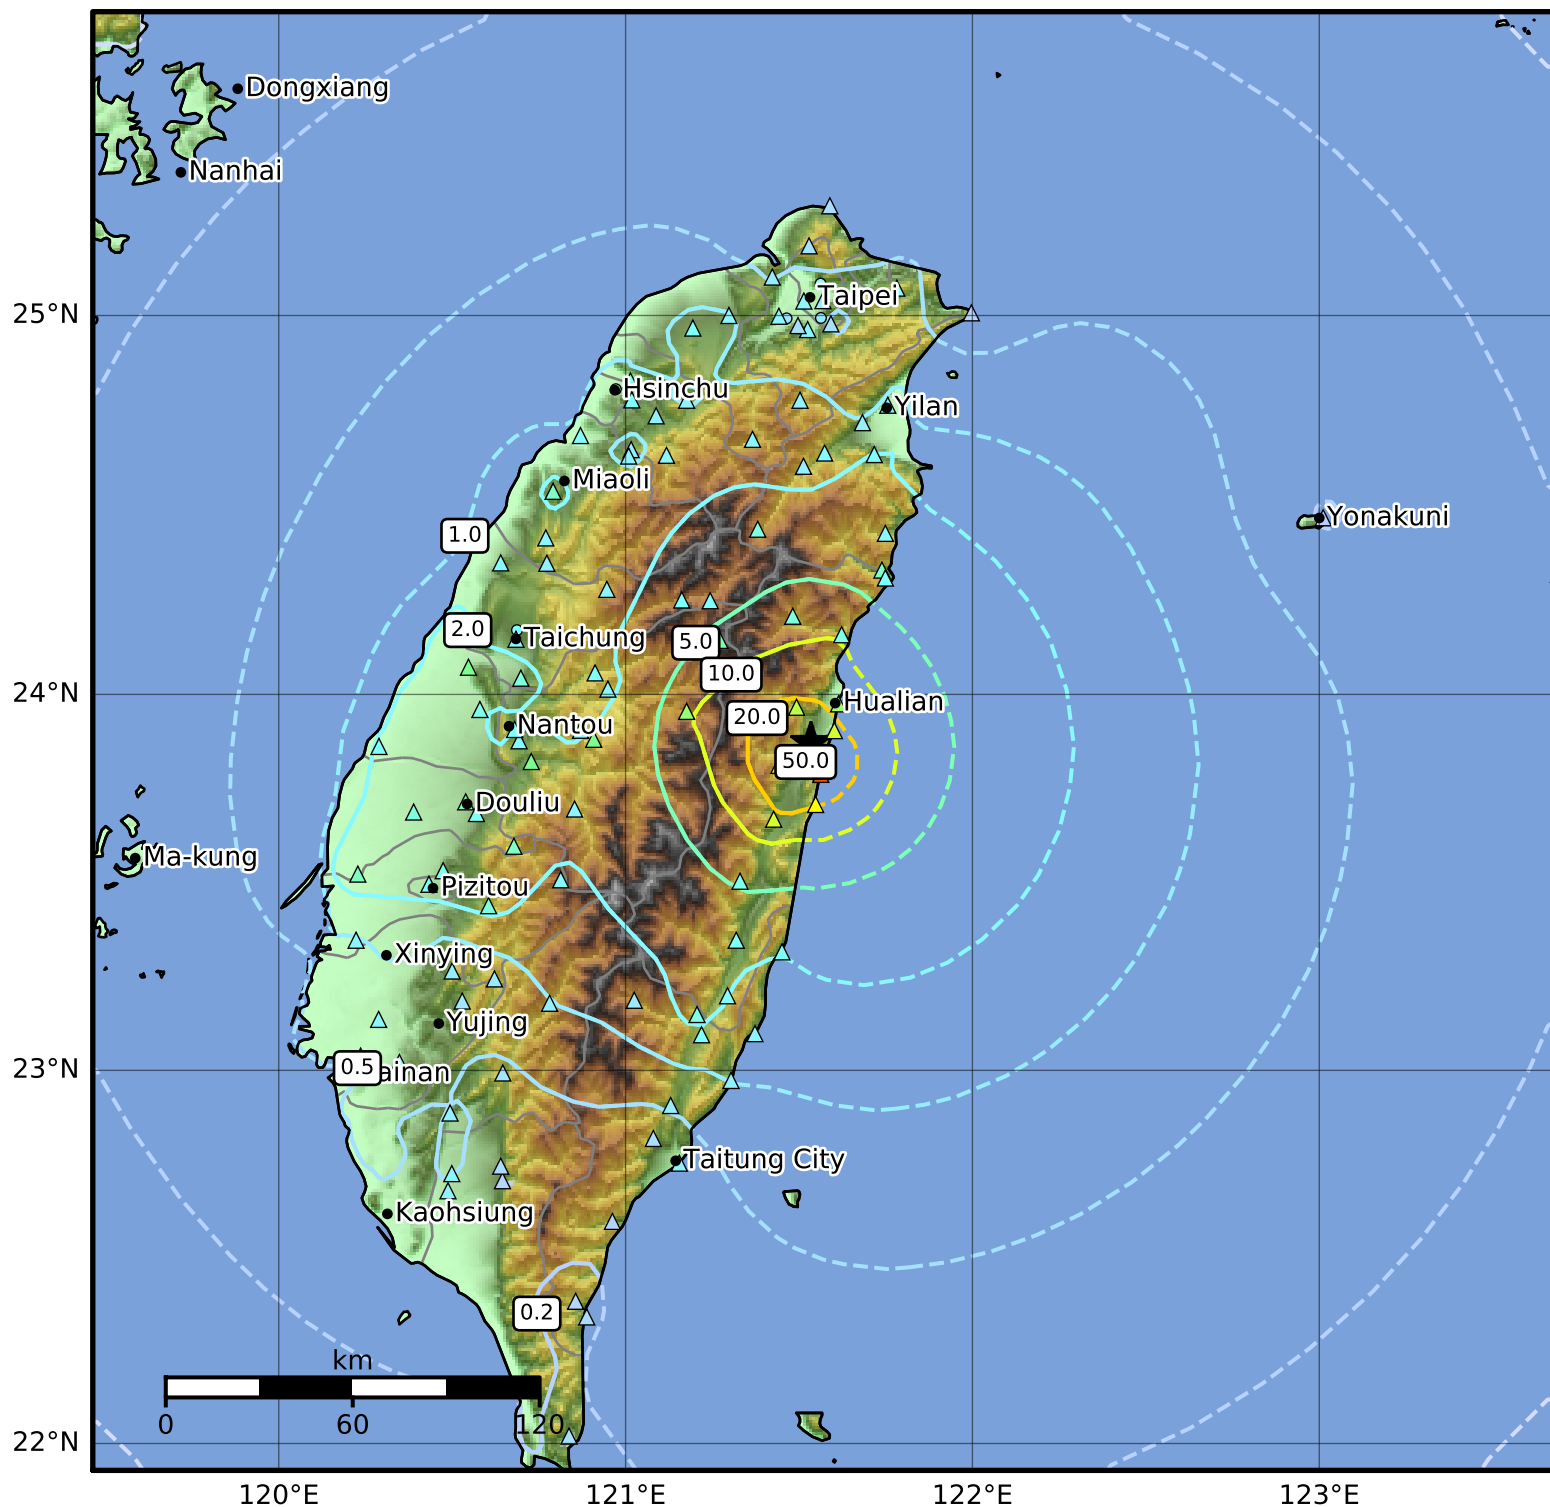 Dongxiang
Nanhai
Taipei
25°N
Hsinchu
Yilan
Miaoli
Yonakuni
1.0
2.0
Taichung
5.0
10.0
24°N
Hualian
20.0
Nantou
50.0
Douliu
Ma-kung
Pizitou
Xinying
Yujing
23°N
0.5
ainan
Taitung City
Kaohsiung
0.2
km
0 60 120
22°N
120°E 121°E 122°E 123°E